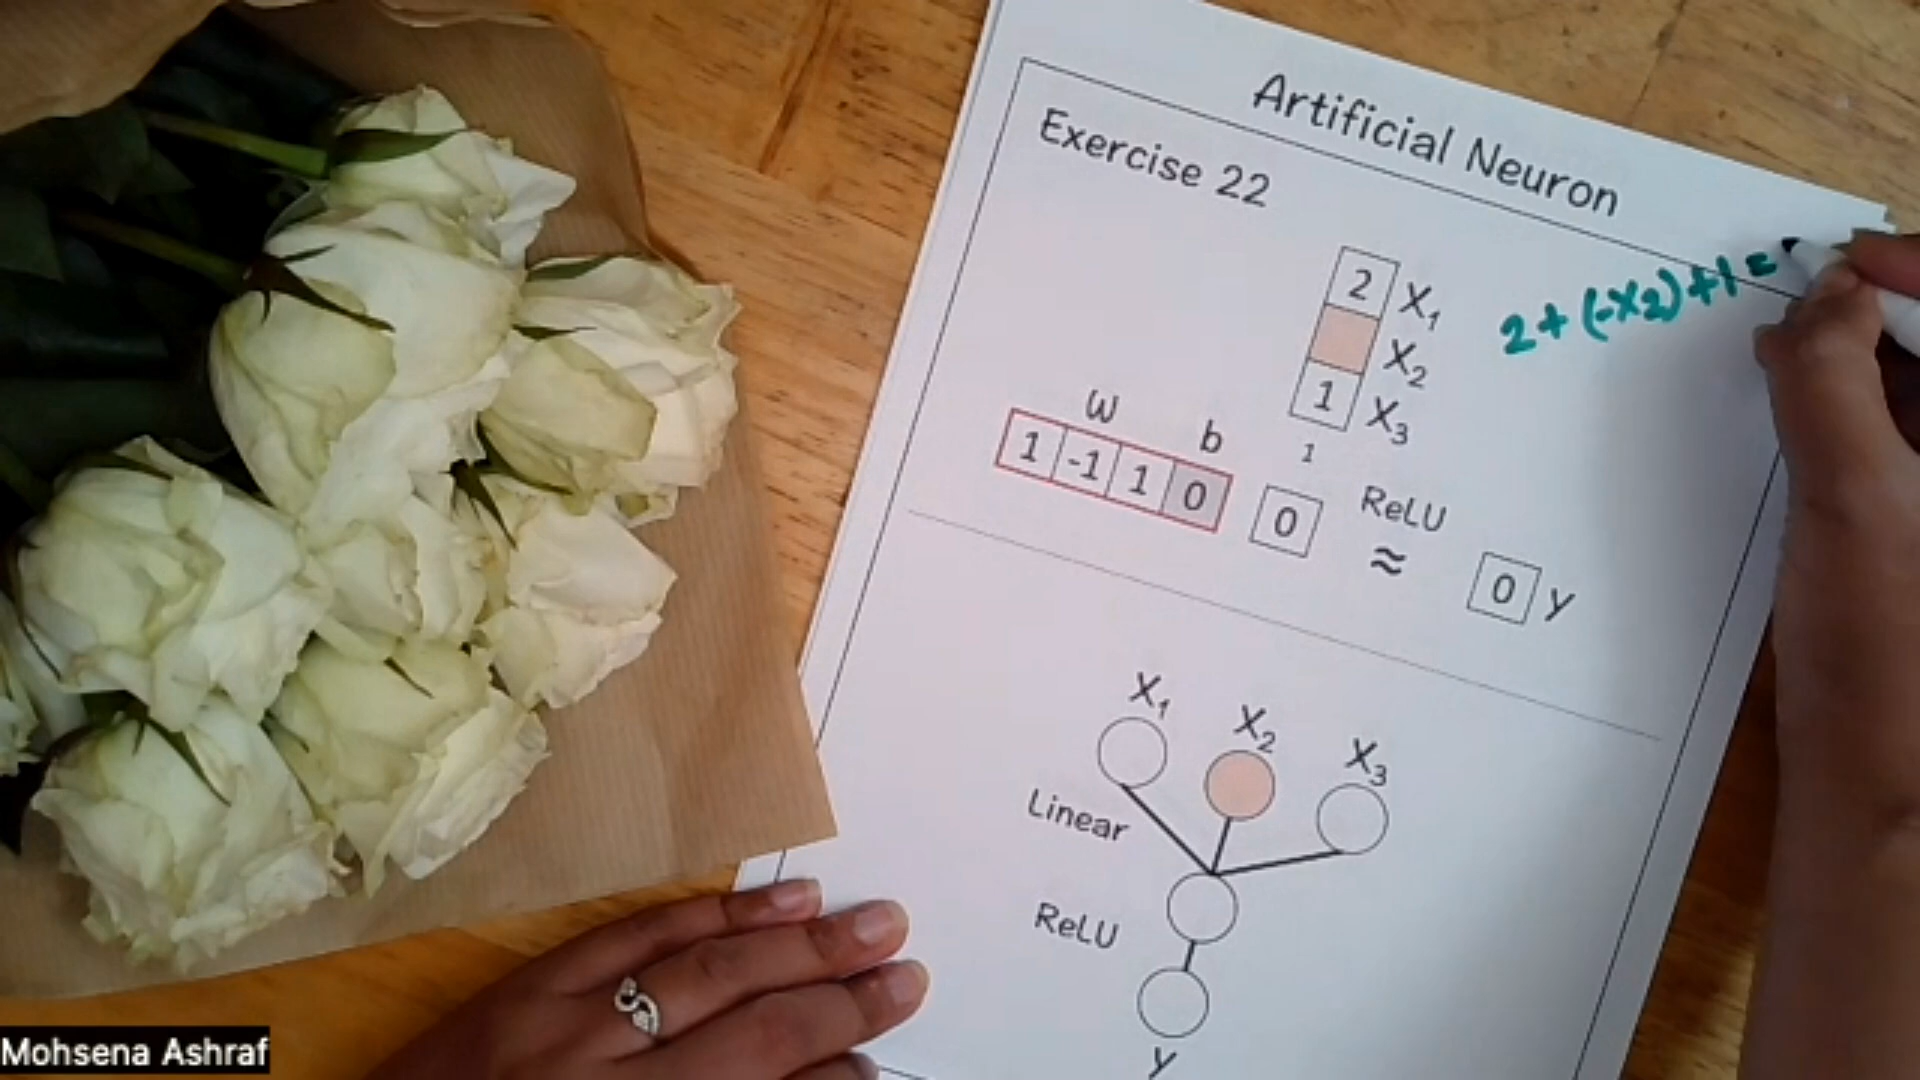 Artificial Neuron
Exercise 22
2 X1
2+(-X2)+1=
X2
1 X3
1
W b
1 -1 1 0
0
ReLU
≈
0 y
X1 X2 X3
Linear
ReLU
y
Mohsena Ashraf